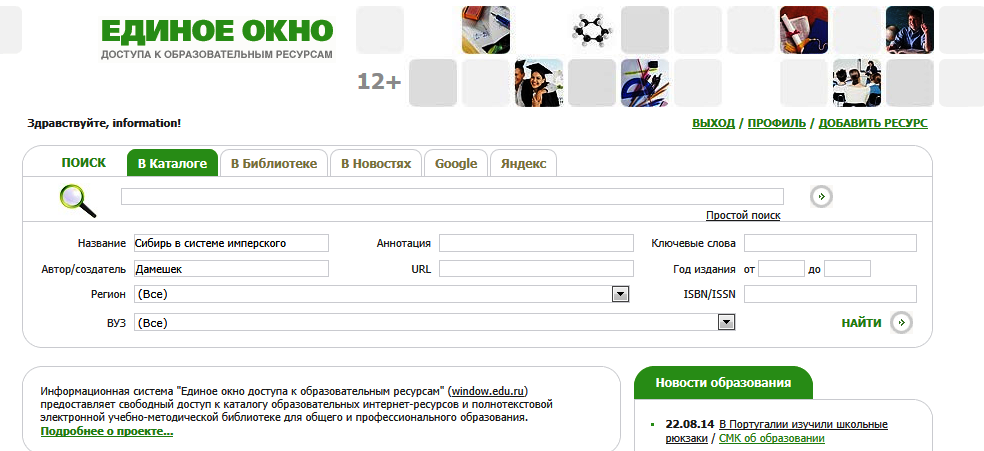 ЕДИНОЕ ОКНО
ДОСТУПА К ОБРАЗОВАТЕЛЬНЫМ РЕСУРСАМ
12+
Здравствуйте, information!
ВЫХОД / ПРОФИЛЬ / ДОБАВИТЬ РЕСУРС
ПОИСК В Каталоге В Библиотеке В Новостях Google Яндекс
Простой поиск
Название Сибирь в системе имперского Аннотация Ключевые слова
Автор/создатель Дамешек URL Год издания от до
Регион (Все) ISBN/ISSN
ВУЗ (Все) НАЙТИ
Информационная система "Единое окно доступа к образовательным ресурсам" (window.edu.ru)
предоставляет свободный доступ к каталогу образовательных интернет-ресурсов и полнотекстовой
электронной учебно-методической библиотеке для общего и профессионального образования.
Подробнее о проекте...
Новости образования
22.08.14 В Португалии изучили школьные
рюкзаки / СМК об образовании